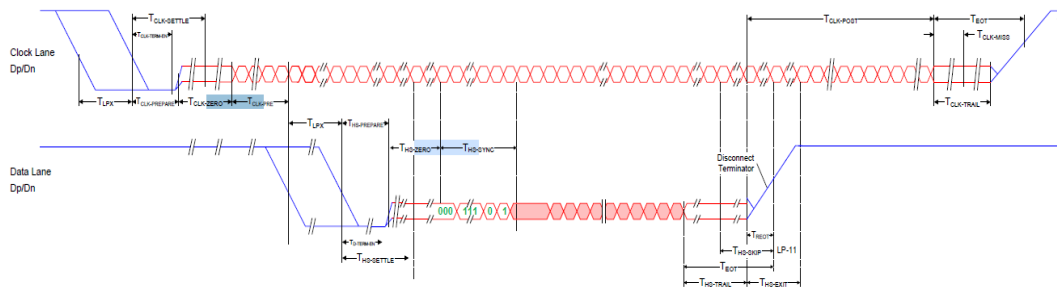 TCLK-SETTLE
TCLK-POST
TEOT
TCLK-TERM-EN
TCLK-MISS
Clock Lane
Dp/Dn
TLPX
TCLK-PREPARE
TCLK-ZERO
TCLK-PRE
TCLK-TRAIL
TLPX
THS-PREPARE
THS-ZERO
THS-SYNC
Disconnect
Terminator
Data Lane
Dp/Dn
000 111 0 1
TD-TERM-EN
TREOT
THS-SETTLE
THS-SKIP
LP-11
TEOT
THS-TRAIL
THS-EXIT